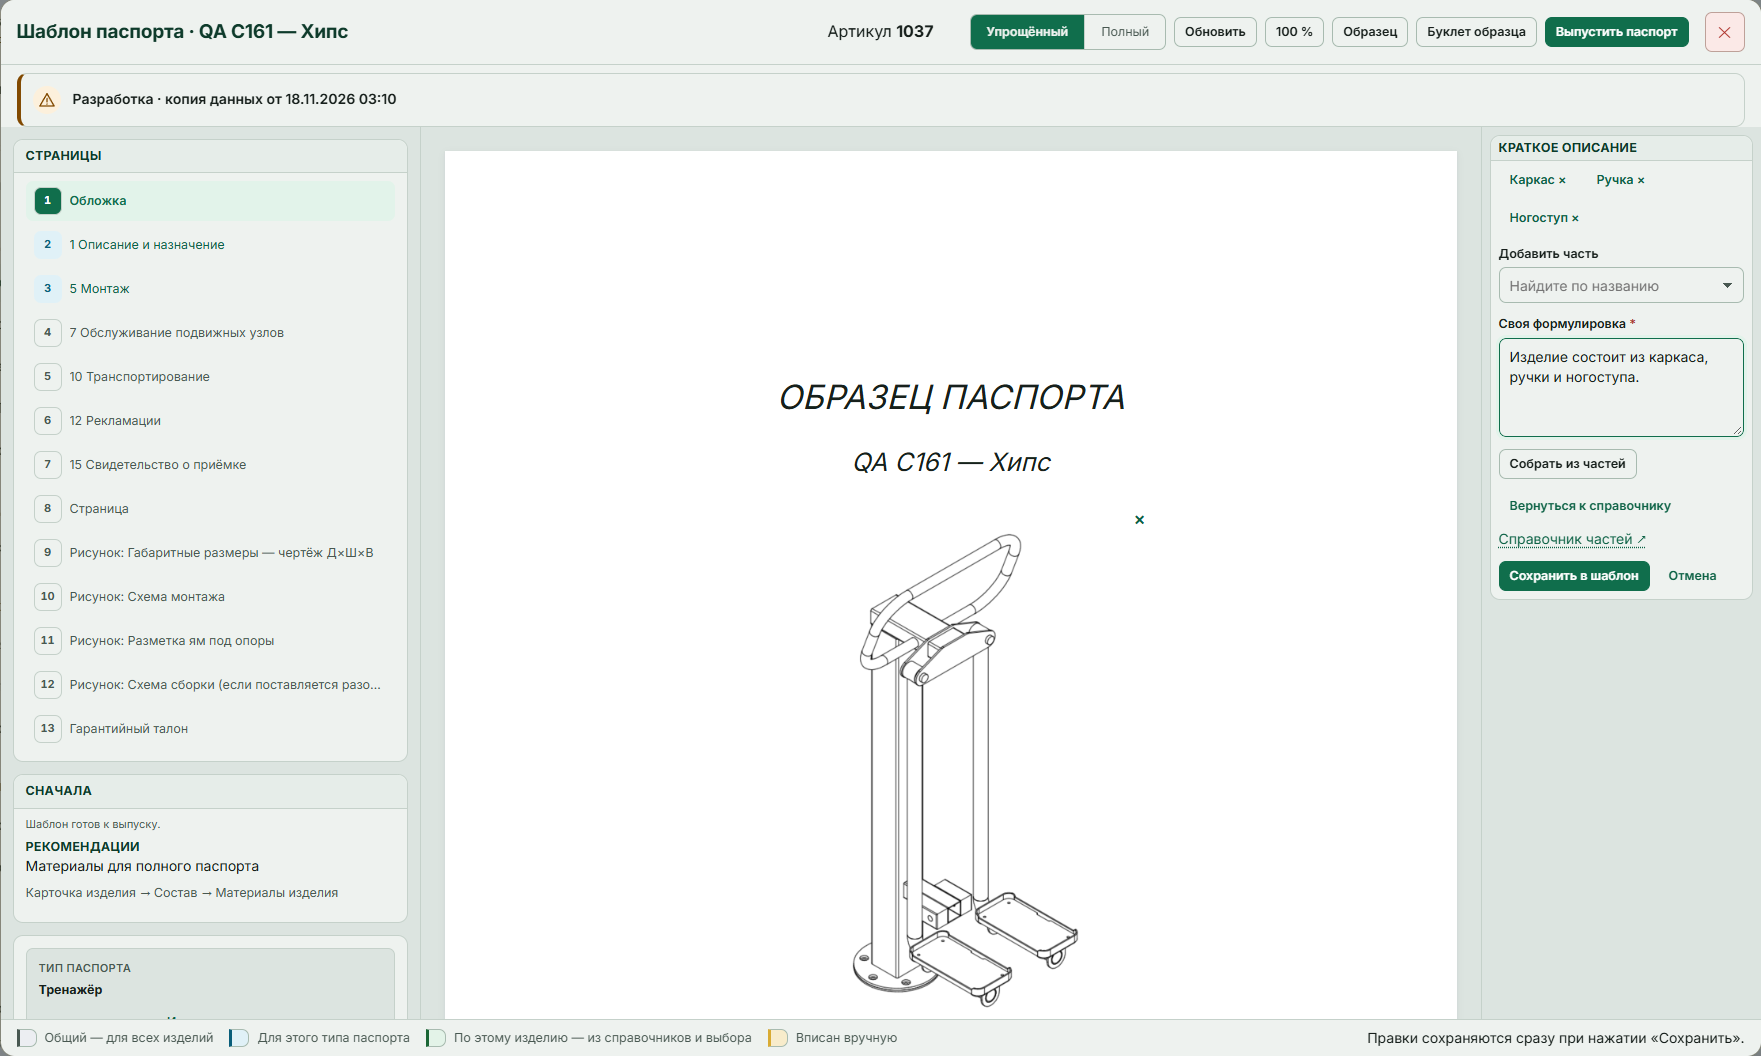 Шаблон паспорта · QA C161 — Хипс
Артикул 1037
Упрощённый
Полный
Обновить
100 %
Образец
Буклет образца
Выпустить паспорт
Разработка · копия данных от 18.11.2026 03:10
СТРАНИЦЫ
1 Обложка
2 1 Описание и назначение
3 5 Монтаж
4 7 Обслуживание подвижных узлов
5 10 Транспортирование
6 12 Рекламации
7 15 Свидетельство о приёмке
8 Страница
9 Рисунок: Габаритные размеры — чертёж Д×Ш×В
10 Рисунок: Схема монтажа
11 Рисунок: Разметка ям под опоры
12 Рисунок: Схема сборки (если поставляется разо...
13 Гарантийный талон
СНАЧАЛА
Шаблон готов к выпуску.
РЕКОМЕНДАЦИИ
Материалы для полного паспорта
Карточка изделия → Состав → Материалы изделия
ТИП ПАСПОРТА
Тренажёр
ОБРАЗЕЦ ПАСПОРТА
QA C161 — Хипс
×
КРАТКОЕ ОПИСАНИЕ
Каркас × Ручка ×
Ногоступ ×
Добавить часть
Найдите по названию
Своя формулировка *
Изделие состоит из каркаса,
ручки и ногоступа.
Собрать из частей
Вернуться к справочнику
Справочник частей ↗
Сохранить в шаблон
Отмена
Общий — для всех изделий
Для этого типа паспорта
По этому изделию — из справочников и выбора
Вписан вручную
Правки сохраняются сразу при нажатии «Сохранить».